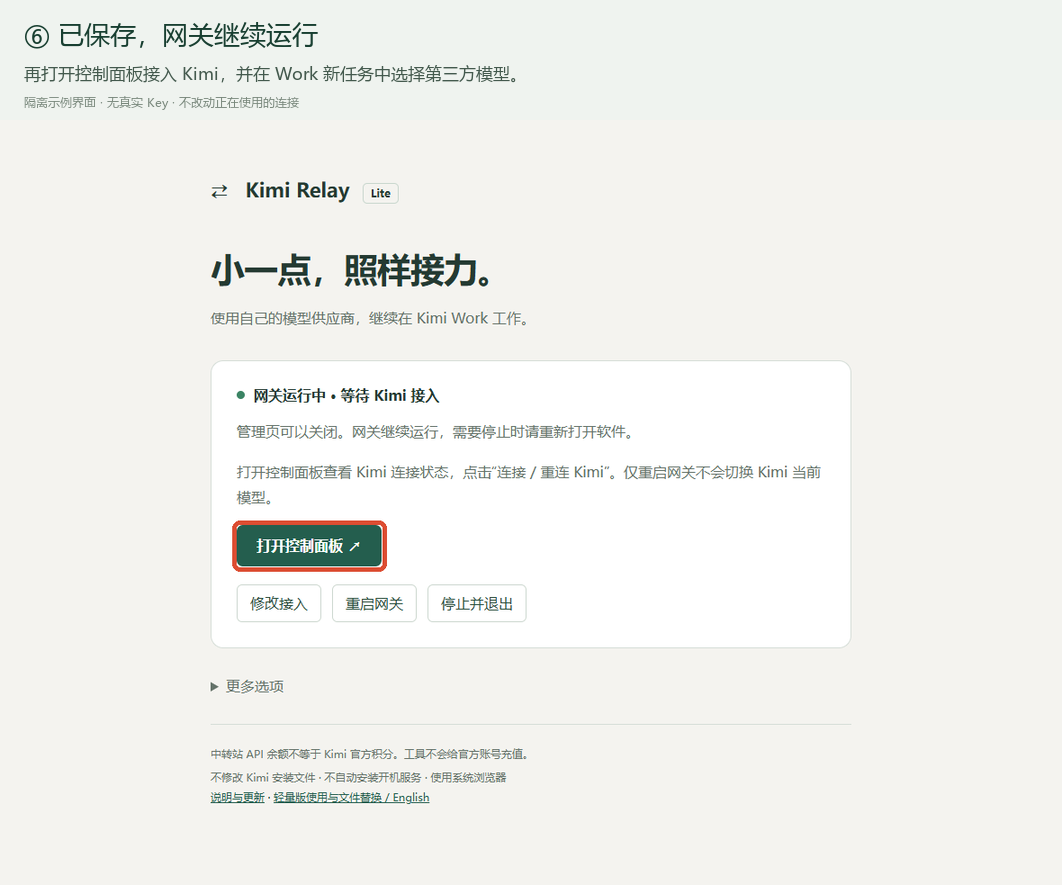 ⑥ 已保存，网关继续运行
再打开控制面板接入 Kimi，并在 Work 新任务中选择第三方模型。
隔离示例界面 · 无真实 Key · 不改动正在使用的连接
⇄ Kimi Relay Lite
小一点，照样接力。
使用自己的模型供应商，继续在 Kimi Work 工作。
网关运行中 • 等待 Kimi 接入
管理页可以关闭。网关继续运行，需要停止时请重新打开软件。
打开控制面板查看 Kimi 连接状态，点击“连接 / 重连 Kimi”。仅重启网关不会切换 Kimi 当前
模型。
打开控制面板 ↗
修改接入 重启网关 停止并退出
▶ 更多选项
中转站 API 余额不等于 Kimi 官方积分。工具不会给官方账号充值。
不修改 Kimi 安装文件 · 不自动安装开机服务 · 使用系统浏览器
说明与更新 · 轻量版使用与文件替换 / English